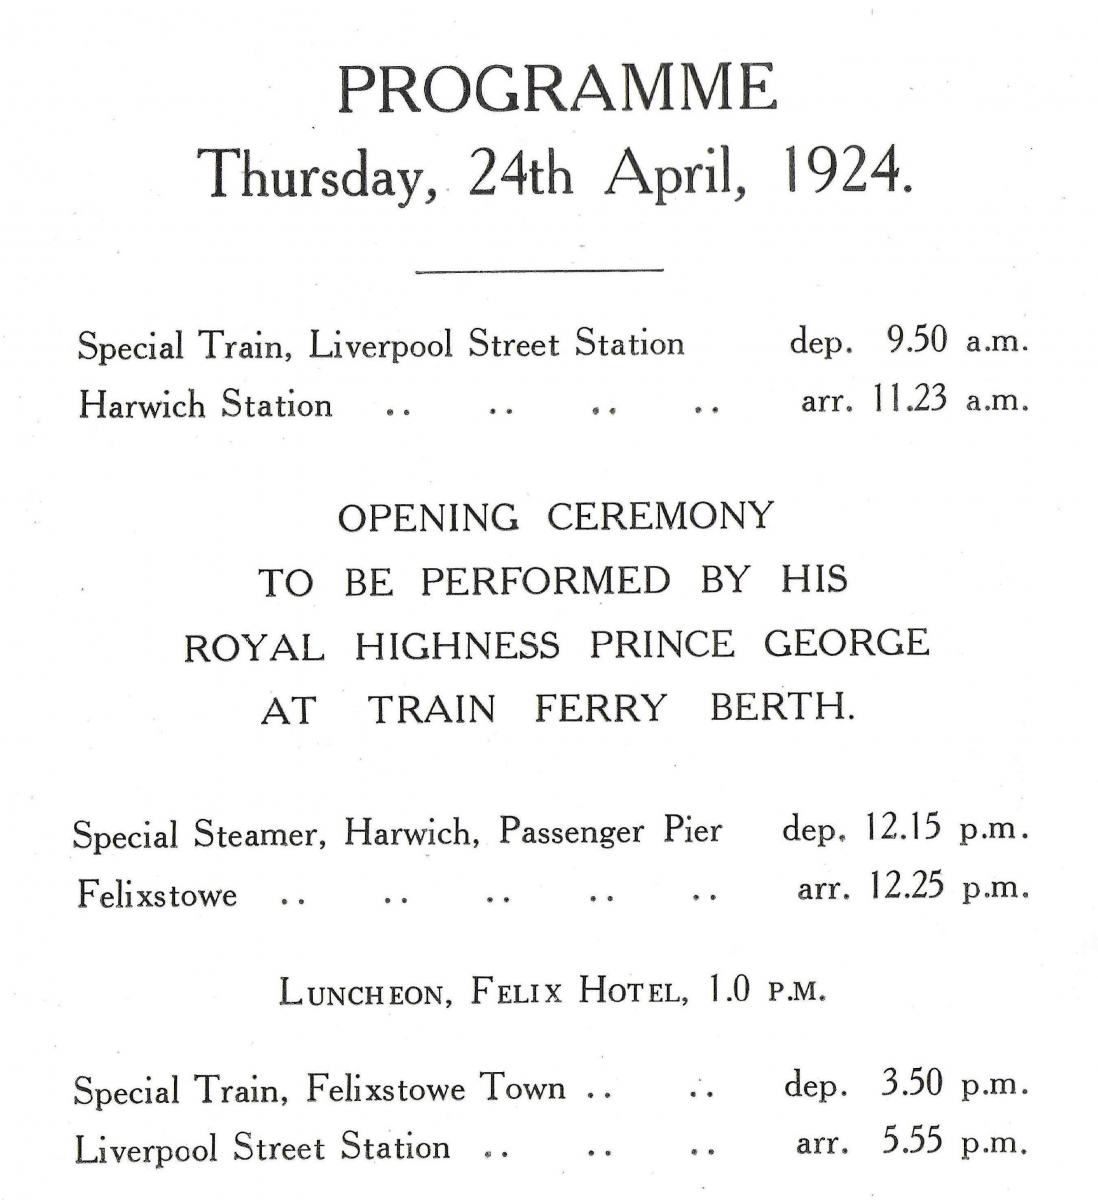 PROGRAMME
Thursday, 24th April, 1924.
Special Train, Liverpool Street Station dep. 9.50 a.m.
Harwich Station .. .. .. .. arr. 11.23 a.m.
OPENING CEREMONY
TO BE PERFORMED BY HIS
ROYAL HIGHNESS PRINCE GEORGE
AT TRAIN FERRY BERTH.
Special Steamer, Harwich, Passenger Pier dep. 12.15 p.m.
Felixstowe .. .. .. .. .. arr. 12.25 p.m.
LUNCHEON, FELIX HOTEL, 1.0 P.M.
Special Train, Felixstowe Town .. .. dep. 3.50 p.m.
Liverpool Street Station .. .. .. arr. 5.55 p.m.